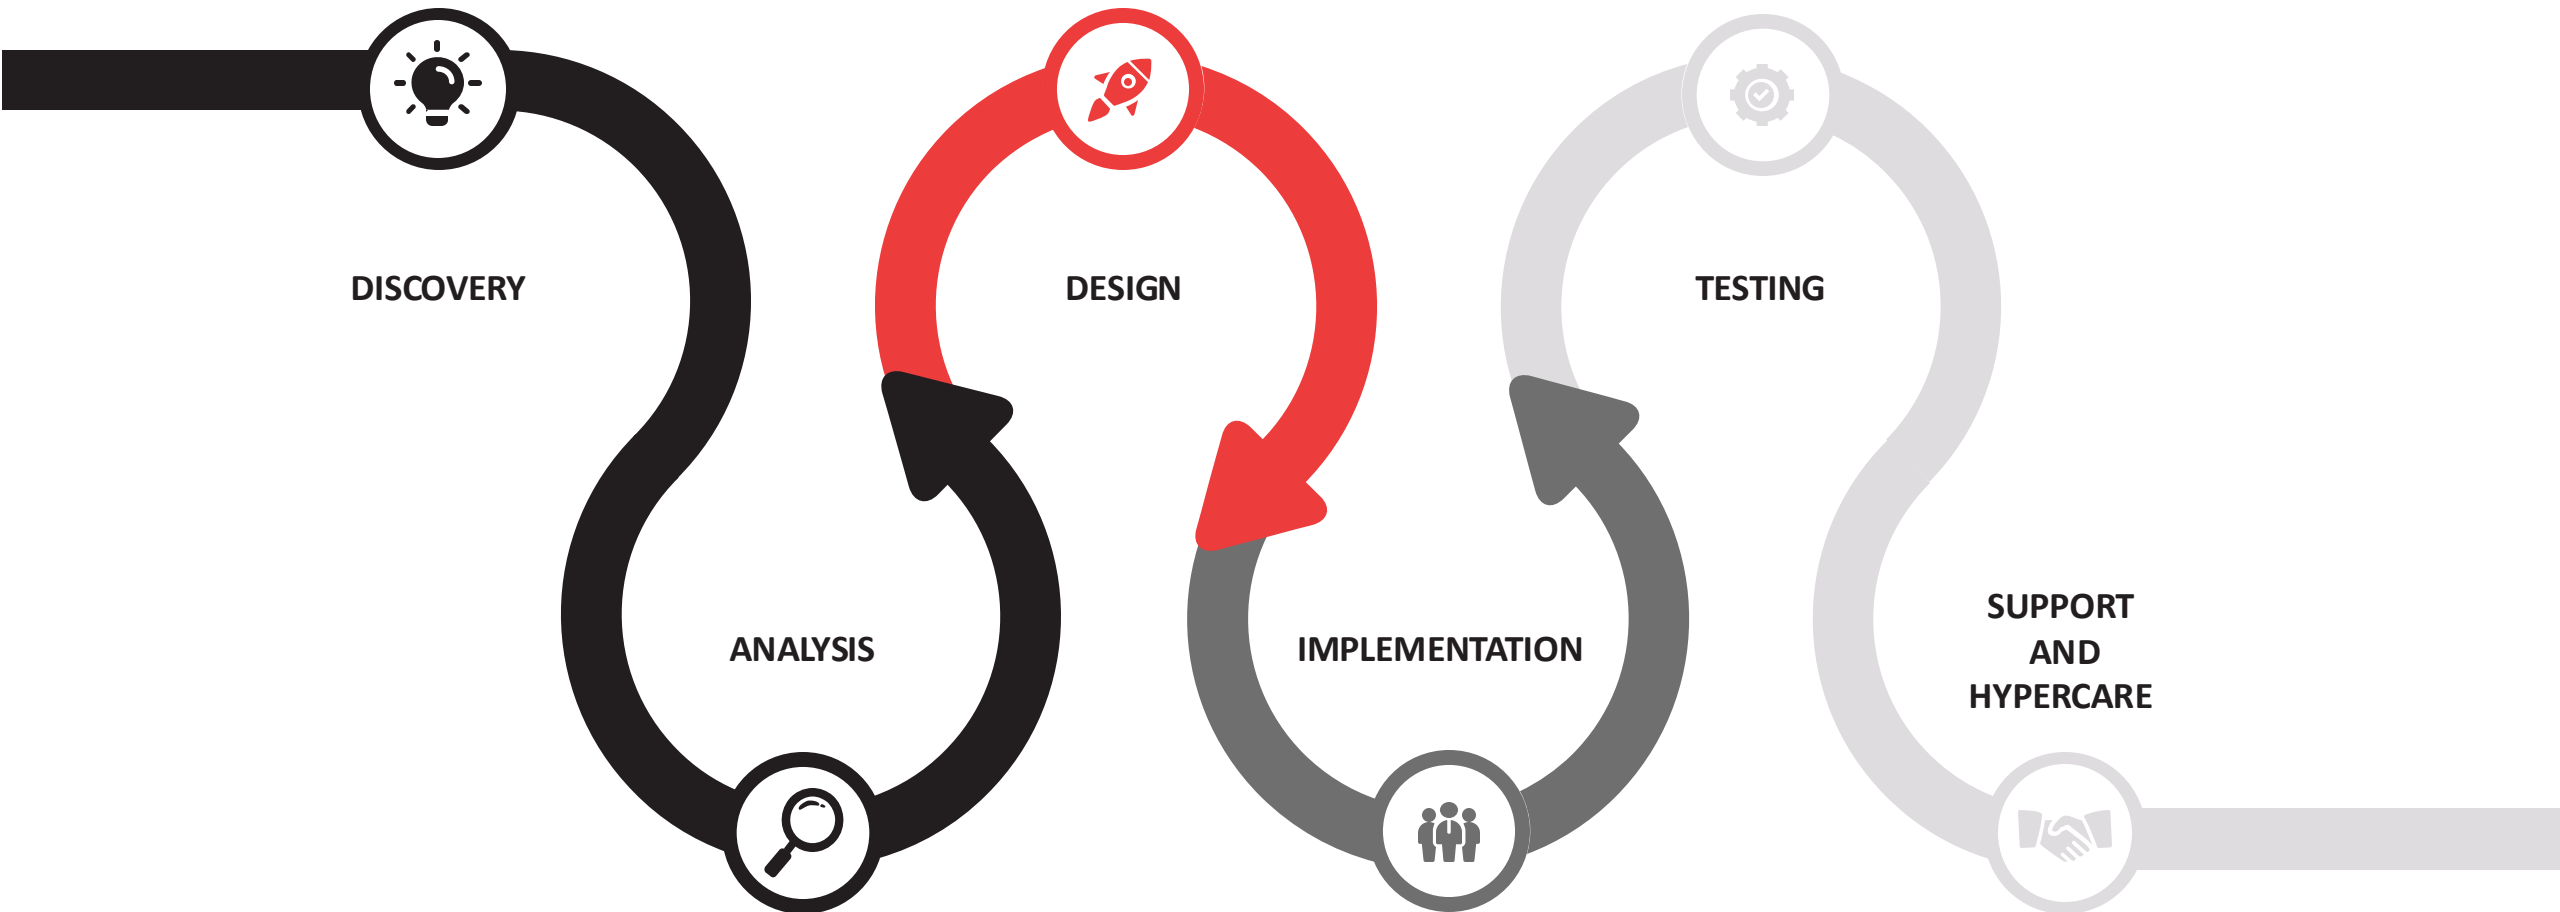 DISCOVERY
ANALYSIS
DESIGN
IMPLEMENTATION
TESTING
SUPPORT
AND
HYPERCARE